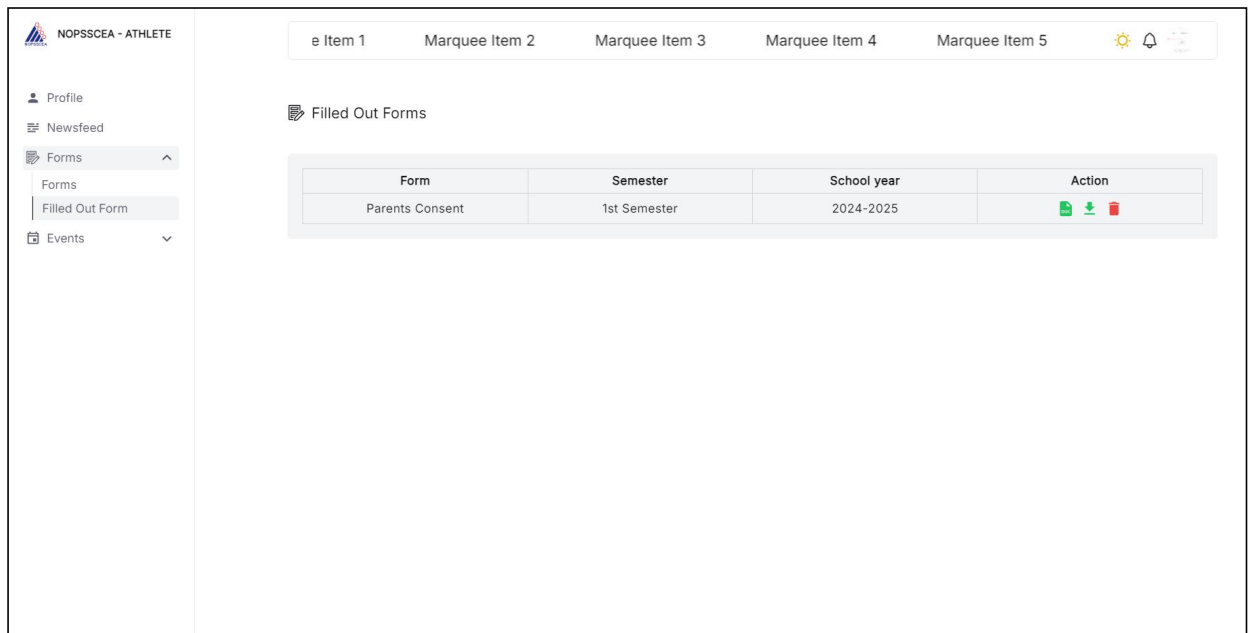 NOPSSCEA - ATHLETE
e Item 1 Marquee Item 2 Marquee Item 3 Marquee Item 4 Marquee Item 5
Profile
Newsfeed
Forms
Forms
Filled Out Form
Events
Filled Out Forms
Form Semester School year Action
Parents Consent 1st Semester 2024-2025